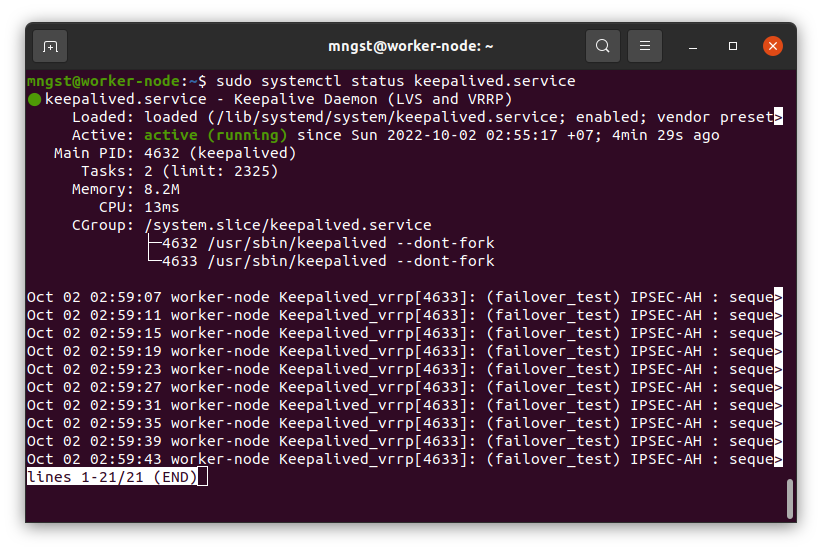 mngst@worker-node: ~
mngst@worker-node:~$ sudo systemctl status keepalived.service
● keepalived.service - Keepalive Daemon (LVS and VRRP)
Loaded: loaded (/lib/systemd/system/keepalived.service; enabled; vendor preset>
Active: active (running) since Sun 2022-10-02 02:55:17 +07; 4min 29s ago
Main PID: 4632 (keepalived)
Tasks: 2 (limit: 2325)
Memory: 8.2M
CPU: 13ms
CGroup: /system.slice/keepalived.service
├─4632 /usr/sbin/keepalived --dont-fork
└─4633 /usr/sbin/keepalived --dont-fork
Oct 02 02:59:07 worker-node Keepalived_vrrp[4633]: (failover_test) IPSEC-AH : seque>
Oct 02 02:59:11 worker-node Keepalived_vrrp[4633]: (failover_test) IPSEC-AH : seque>
Oct 02 02:59:15 worker-node Keepalived_vrrp[4633]: (failover_test) IPSEC-AH : seque>
Oct 02 02:59:19 worker-node Keepalived_vrrp[4633]: (failover_test) IPSEC-AH : seque>
Oct 02 02:59:23 worker-node Keepalived_vrrp[4633]: (failover_test) IPSEC-AH : seque>
Oct 02 02:59:27 worker-node Keepalived_vrrp[4633]: (failover_test) IPSEC-AH : seque>
Oct 02 02:59:31 worker-node Keepalived_vrrp[4633]: (failover_test) IPSEC-AH : seque>
Oct 02 02:59:35 worker-node Keepalived_vrrp[4633]: (failover_test) IPSEC-AH : seque>
Oct 02 02:59:39 worker-node Keepalived_vrrp[4633]: (failover_test) IPSEC-AH : seque>
Oct 02 02:59:43 worker-node Keepalived_vrrp[4633]: (failover_test) IPSEC-AH : seque>
lines 1-21/21 (END)